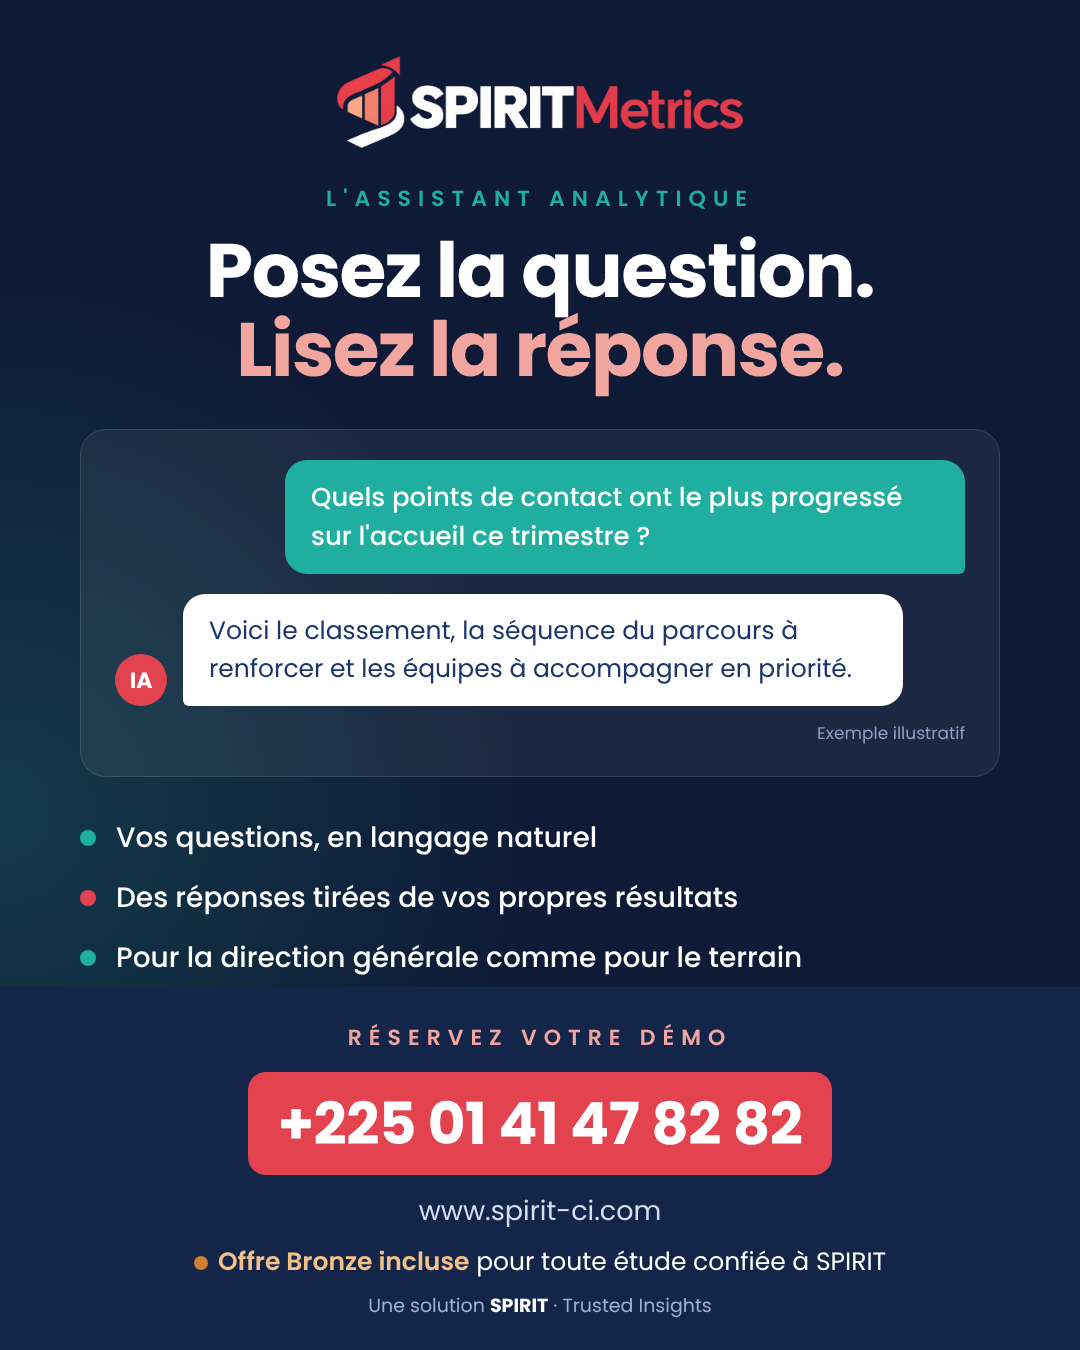 SPIRITMetrics
L'ASSISTANT ANALYTIQUE
Posez la question.
Lisez la réponse.
Quels points de contact ont le plus progressé
sur l'accueil ce trimestre ?
Voici le classement, la séquence du parcours à
renforcer et les équipes à accompagner en priorité.
IA
Exemple illustratif
Vos questions, en langage naturel
Des réponses tirées de vos propres résultats
Pour la direction générale comme pour le terrain
RÉSERVEZ VOTRE DÉMO
+225 01 41 47 82 82
www.spirit-ci.com
Offre Bronze incluse pour toute étude confiée à SPIRIT
Une solution SPIRIT · Trusted Insights